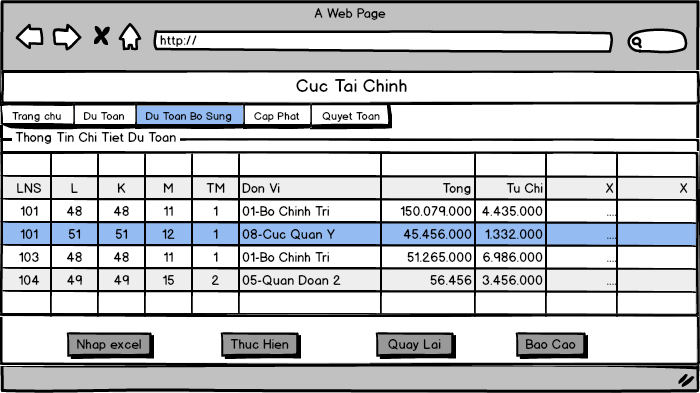 A Web Page
http://
Cuc Tai Chinh
Trang chu Du Toan Du Toan Bo Sung Cap Phat Quyet Toan
Thong Tin Chi Tiet Du Toan
LNS L K M TM Don Vi Tong Tu Chi X X
101 48 48 11 1 01-Bo Chinh Tri 150.079.000 4.435.000 .... ....
101 51 51 12 1 08-Cuc Quan Y 45.456.000 1.332.000 .... ....
103 48 48 11 1 01-Bo Chinh Tri 51.265.000 6.986.000 .... ....
104 49 49 15 2 05-Quan Doan 2 56.456 3.456.000 .... ....
Nhap excel Thuc Hien Quay Lai Bao Cao